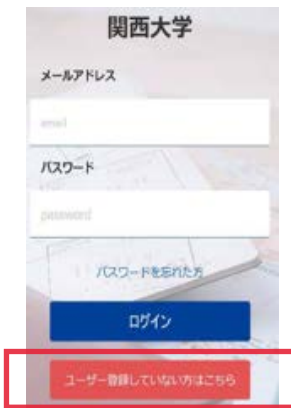 関西大学
メールアドレス
email
パスワード
password
パスワードを忘れた方
ログイン
ユーザー登録していない方はこちら